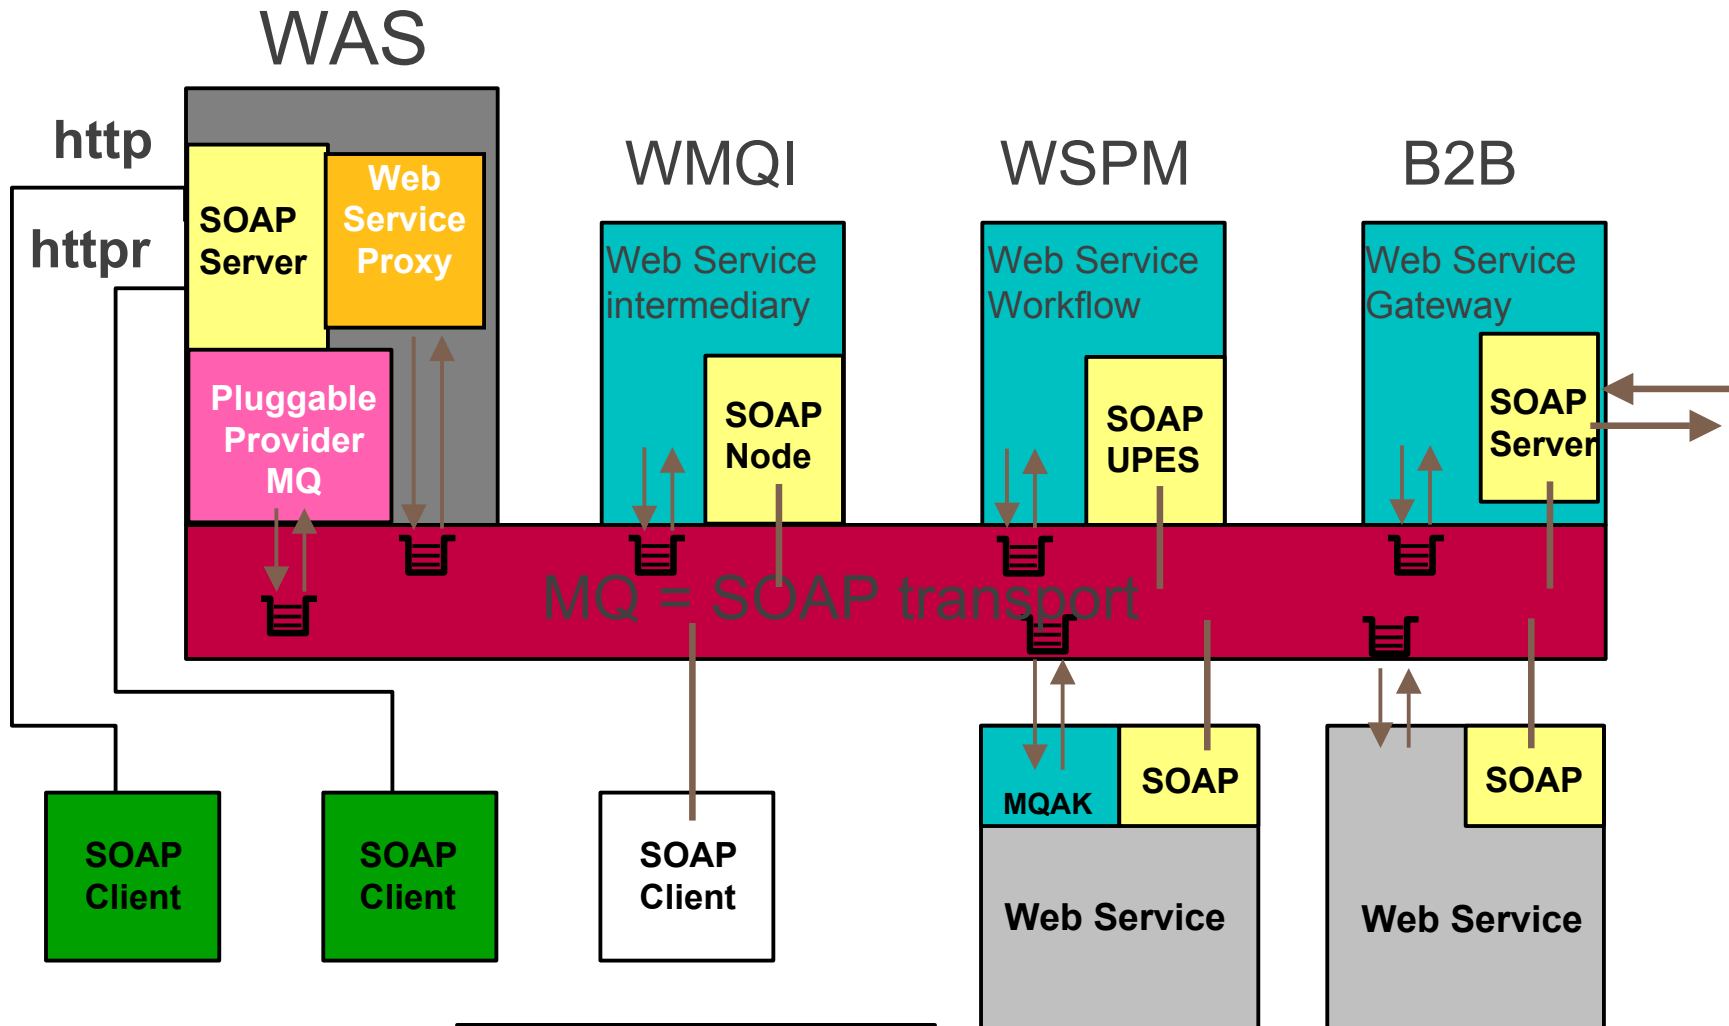 WAS
http
httpr
SOAP
Server
Web
Service
Proxy
Pluggable
Provider
MQ
WMQI
Web Service
intermediary
SOAP
Node
WSPM
Web Service
Workflow
SOAP
UPES
B2B
Web Service
Gateway
SOAP
Server
MQ = SOAP transport
SOAP
Client
SOAP
Client
SOAP
Client
MQAK
SOAP
Web Service
SOAP
Web Service